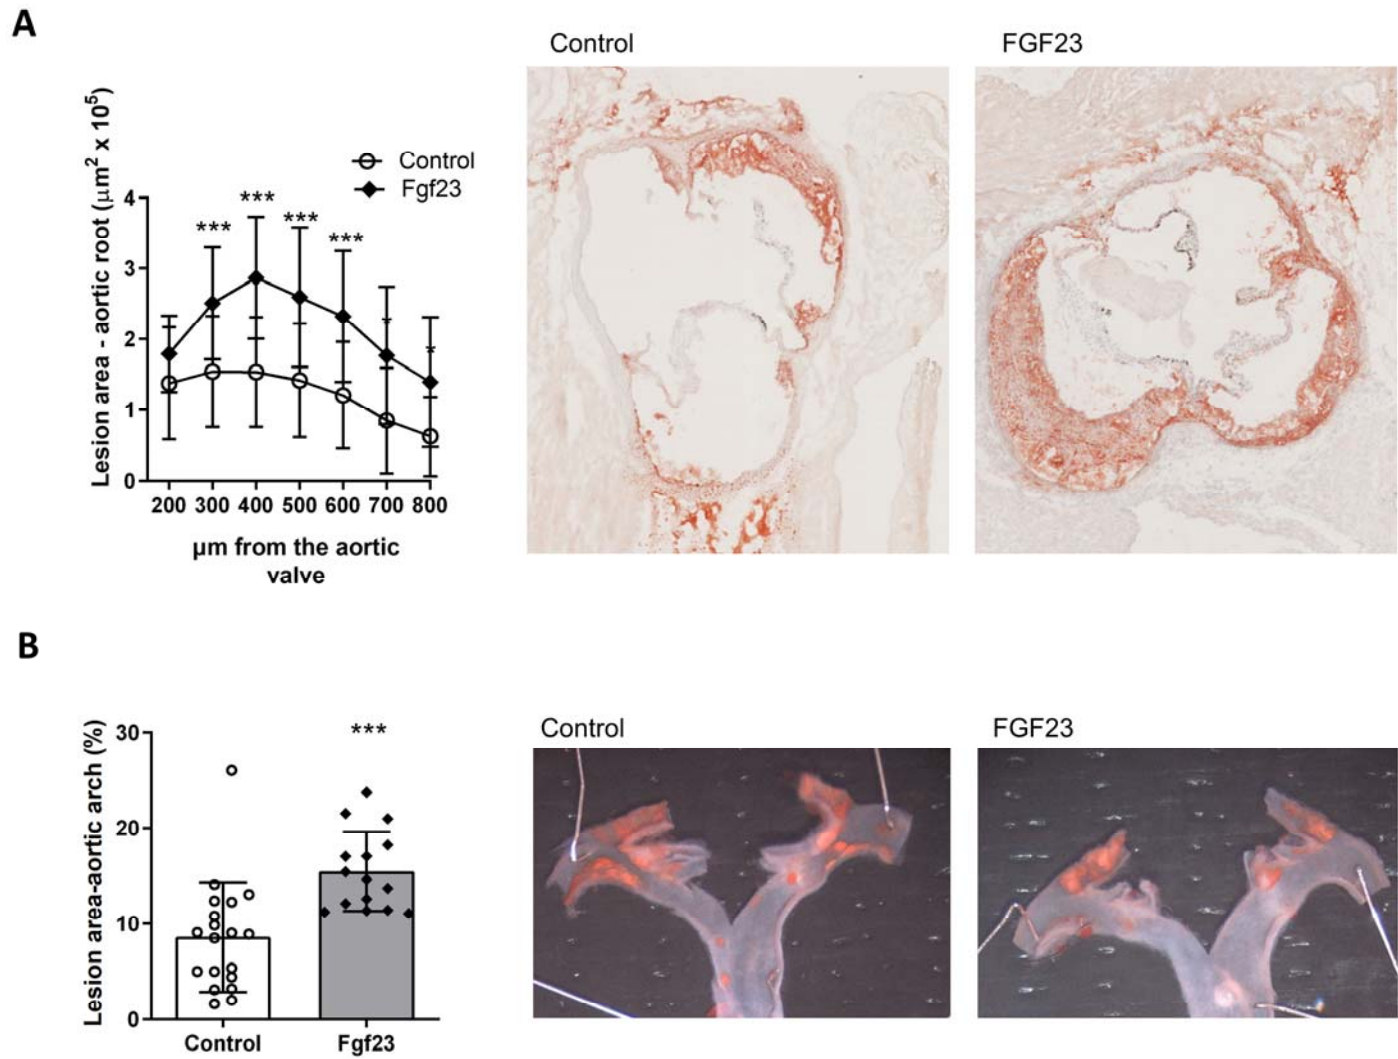 A
Control
FGF23
Lesion area - aortic root (μm² x 10⁵)
Control
Fgf23
4
3
2
1
0
***
***
***
***
*
*
200 300 400 500 600 700 800
μm from the aortic
valve
B
Control
FGF23
Lesion area-aortic arch (%)
30
20
10
0
***
Control
Fgf23